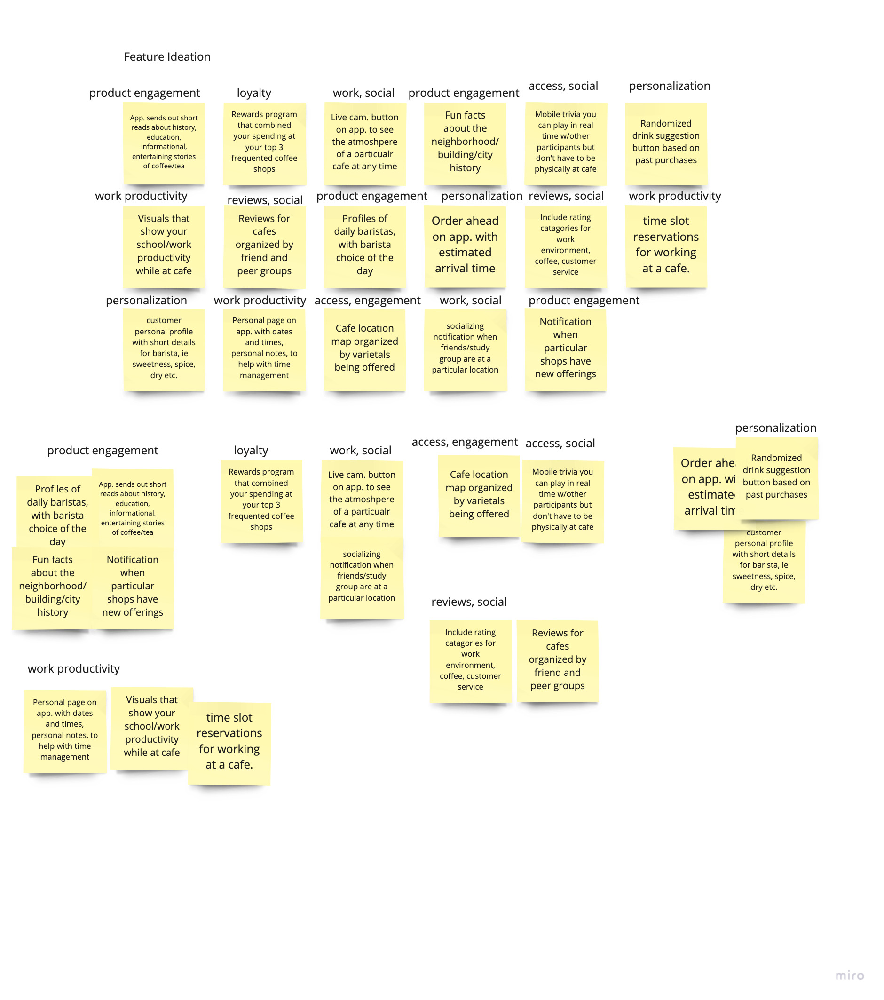 Feature Ideation
product engagement
loyalty
work, social
product engagement
access, social
personalization
App. sends out short
reads about history,
education,
informational,
entertaining stories
of coffee/tea
Rewards program
that combined
your spending at
your top 3
frequented coffee
shops
Live cam. button
on app. to see
the atmoshpere
of a particualr
cafe at any time
Fun facts
about the
neighborhood/
building/city
history
Mobile trivia you
can play in real
time w/other
participants but
don't have to be
physically at cafe
Randomized
drink suggestion
button based on
past purchases
work productivity
reviews, social
product engagement
personalization
reviews, social
work productivity
Visuals that
show your
school/work
productivity
while at cafe
Reviews for
cafes
organized by
friend and
peer groups
Profiles of
daily baristas,
with barista
choice of the
day
Order ahead
on app. with
estimated
arrival time
Include rating
catagories for
work
environment,
coffee, customer
service
time slot
reservations
for working
at a cafe.
personalization
work productivity
access, engagement
work, social
product engagement
customer
personal profile
with short details
for barista, ie
sweetness, spice,
dry etc.
Personal page on
app. with dates
and times,
personal notes, to
help with time
management
Cafe location
map organized
by varietals
being offered
socializing
notification when
friends/study
group are at a
particular location
Notification
when
particular
shops have
new offerings
product engagement
loyalty
work, social
access, engagement
access, social
personalization
Profiles of
daily baristas,
with barista
choice of the
day
App. sends out short
reads about history,
education,
informational,
entertaining stories
of coffee/tea
Fun facts
about the
neighborhood/
building/city
history
Notification
when
particular
shops have
new offerings
Rewards program
that combined
your spending at
your top 3
frequented coffee
shops
Live cam. button
on app. to see
the atmoshpere
of a particualr
cafe at any time
socializing
notification when
friends/study
group are at a
particular location
Cafe location
map organized
by varietals
being offered
Mobile trivia you
can play in real
time w/other
participants but
don't have to be
physically at cafe
Order ahe
on app. wi
estimate
arrival tim
Randomized
drink suggestion
button based on
past purchases
customer
personal profile
with short details
for barista, ie
sweetness, spice,
dry etc.
reviews, social
Include rating
catagories for
work
environment,
coffee, customer
service
Reviews for
cafes
organized by
friend and
peer groups
work productivity
Personal page on
app. with dates
and times,
personal notes, to
help with time
management
Visuals that
show your
school/work
productivity
while at cafe
time slot
reservations
for working
at a cafe.
miro